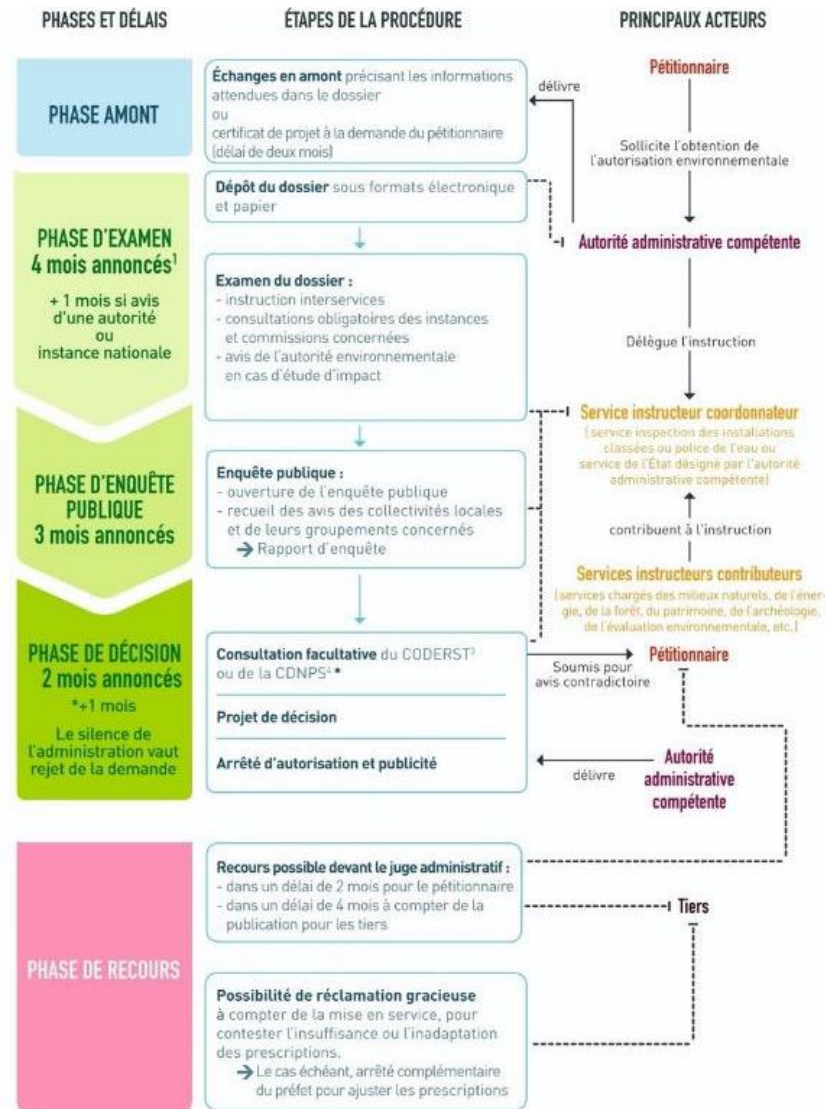 PHASES ET DÉLAIS
ÉTAPES DE LA PROCÉDURE
PRINCIPAUX ACTEURS
PHASE AMONT
Échanges en amont précisant les informations
attendues dans le dossier
ou
certificat de projet à la demande du pétitionnaire
(délai de deux mois)
délivre
Pétitionnaire
Sollicite l'obtention de
l'autorisation environnementale
PHASE D'EXAMEN
4 mois annoncés¹
+ 1 mois si avis
d'une autorité
ou
instance nationale
Dépôt du dossier sous formats électronique
et papier
Autorité administrative compétente
Examen du dossier :
- instruction interservices
- consultations obligatoires des instances
et commissions concernées
- avis de l'autorité environnementale
en cas d'étude d'impact
Délègue l'instruction
Service instructeur coordonnateur
(service inspection des installations
classées ou police de l'eau ou
service de l'État désigné par l'autorité
administrative compétente)
PHASE D'ENQUÊTE
PUBLIQUE
3 mois annoncés
Enquête publique :
- ouverture de l'enquête publique
- recueil des avis des collectivités locales
et de leurs groupements concernés
→ Rapport d'enquête
contribuent à l'instruction
Services instructeurs contributeurs
(services chargés des milieux naturels, de l'éner-
gie, de la forêt, du patrimoine, de l'archéologie,
de l'évaluation environnementale, etc.)
PHASE DE DÉCISION
2 mois annoncés
*+1 mois
Le silence de
l'administration vaut
rejet de la demande
Consultation facultative du CODERST³
ou de la CDNPS⁴ *
Projet de décision
Arrêté d'autorisation et publicité
Soumis pour
avis contradictoire
Pétitionnaire
délivre
Autorité
administrative
compétente
PHASE DE RECOURS
Recours possible devant le juge administratif :
- dans un délai de 2 mois pour le pétitionnaire
- dans un délai de 4 mois à compter de la
publication pour les tiers
Tiers
Possibilité de réclamation gracieuse
à compter de la mise en service, pour
contester l'insuffisance ou l'inadaptation
des prescriptions.
→ Le cas échéant, arrêté complémentaire
du préfet pour ajuster les prescriptions